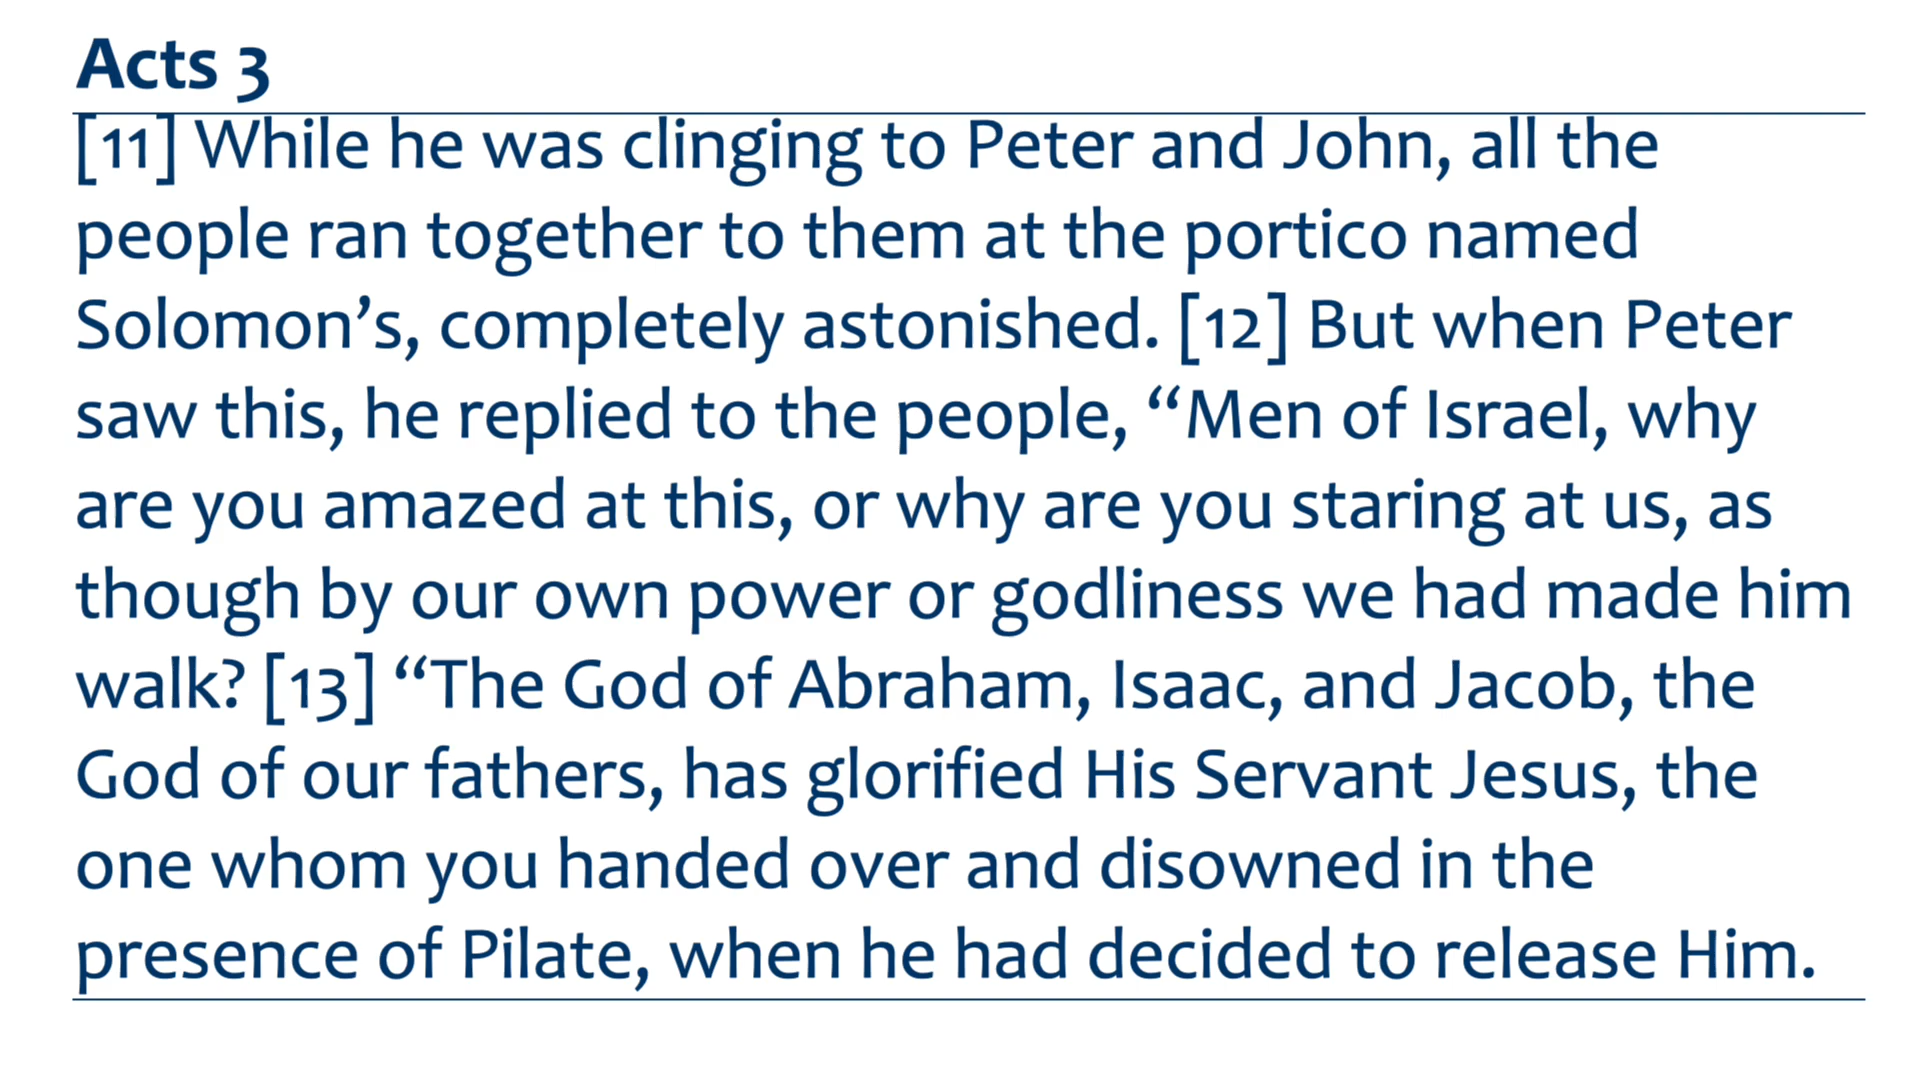 Acts 3
[11] While he was clinging to Peter and John, all the
people ran together to them at the portico named
Solomon’s, completely astonished. [12] But when Peter
saw this, he replied to the people, “Men of Israel, why
are you amazed at this, or why are you staring at us, as
though by our own power or godliness we had made him
walk? [13] “The God of Abraham, Isaac, and Jacob, the
God of our fathers, has glorified His Servant Jesus, the
one whom you handed over and disowned in the
presence of Pilate, when he had decided to release Him.